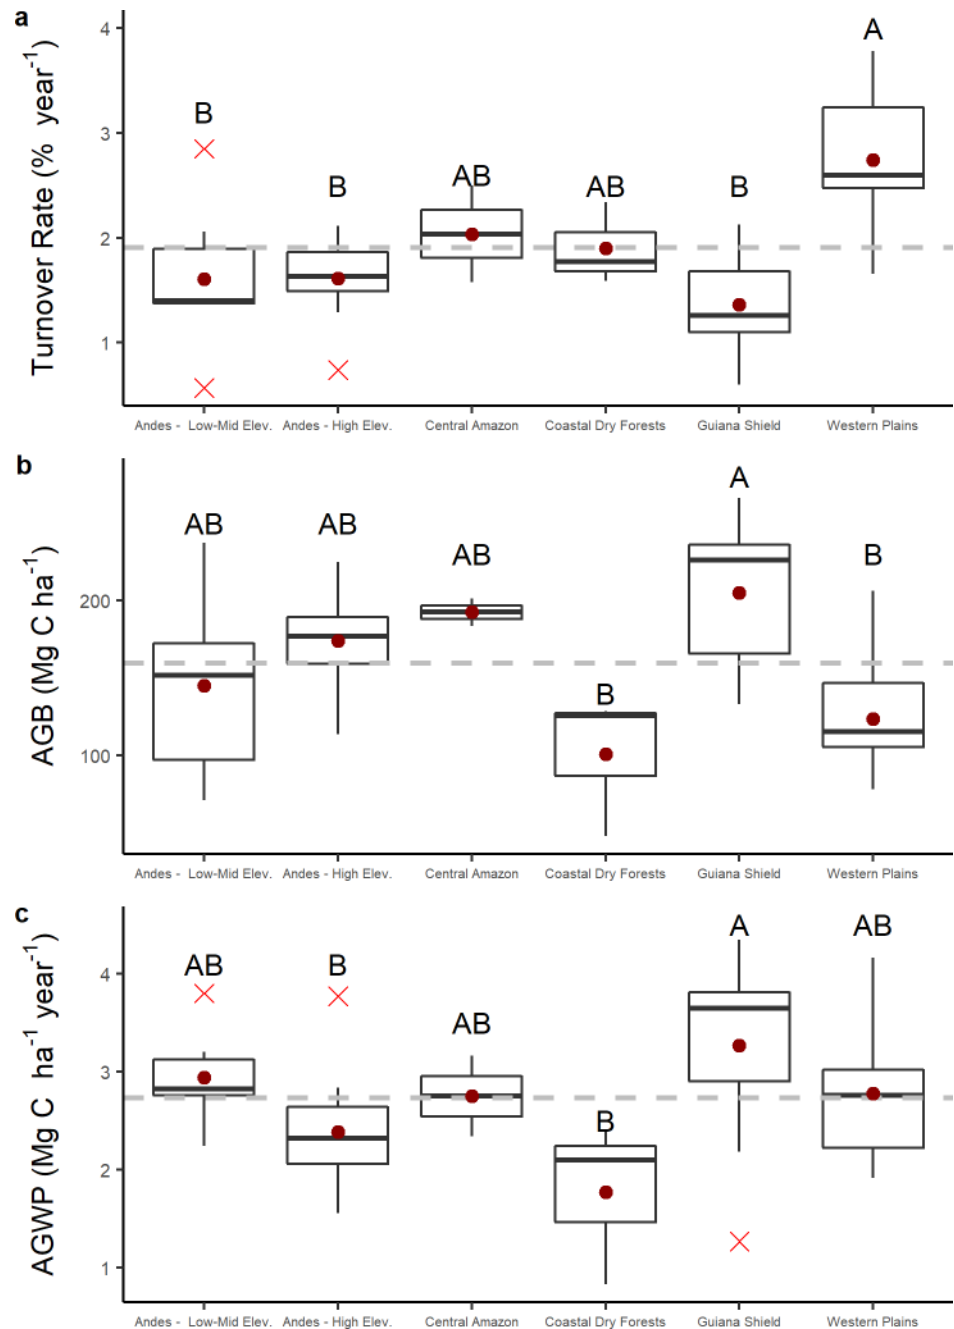 a
Turnover Rate (% year⁻¹)
4
3
2
1
B
B
AB
AB
B
A
Andes - Low-Mid Elev.
Andes - High Elev.
Central Amazon
Coastal Dry Forests
Guiana Shield
Western Plains
b
AGB (Mg C ha⁻¹)
200
100
AB
AB
AB
B
A
B
Andes - Low-Mid Elev.
Andes - High Elev.
Central Amazon
Coastal Dry Forests
Guiana Shield
Western Plains
c
AGWP (Mg C ha⁻¹ year⁻¹)
4
3
2
1
AB
B
AB
B
A
AB
Andes - Low-Mid Elev.
Andes - High Elev.
Central Amazon
Coastal Dry Forests
Guiana Shield
Western Plains